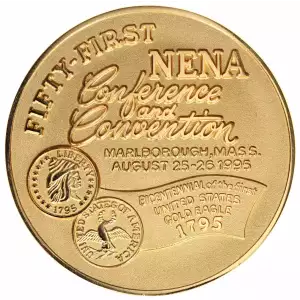 FIFTY-FIRST
NENA
Conference
and
Convention
MARLBOROUGH, MASS.
AUGUST 25-26 1995
LIBERTY
1795
UNITED STATES OF AMERICA
BICENTENNIAL of the First
UNITED STATES
GOLD EAGLE
1795